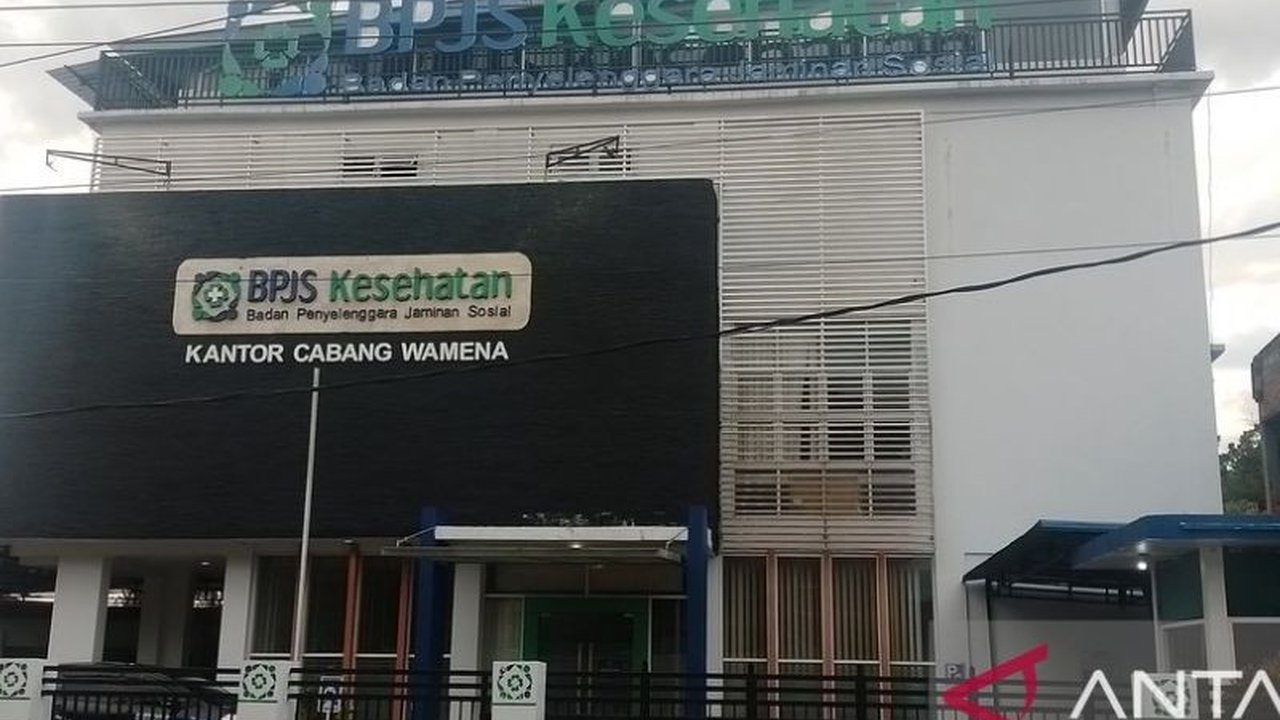 BPJS Kesehatan
Badan Penyelenggara Jaminan Sosial
BPJS Kesehatan
Badan Penyelenggara Jaminan Sosial
KANTOR CABANG WAMENA
P
ANTA